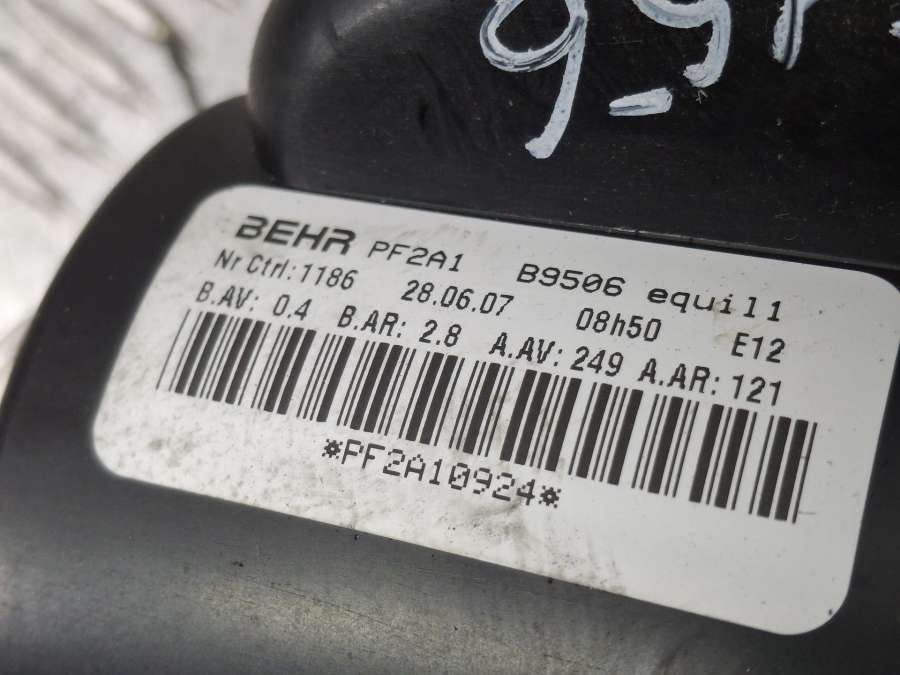 BEHR PF2A1 B9506 equil1
Nr Ctrl:1186 28.06.07 08h50 E12
B.AV: 0.4 B.AR: 2.8 A.AV: 249 A.AR: 121
*PF2A10924*